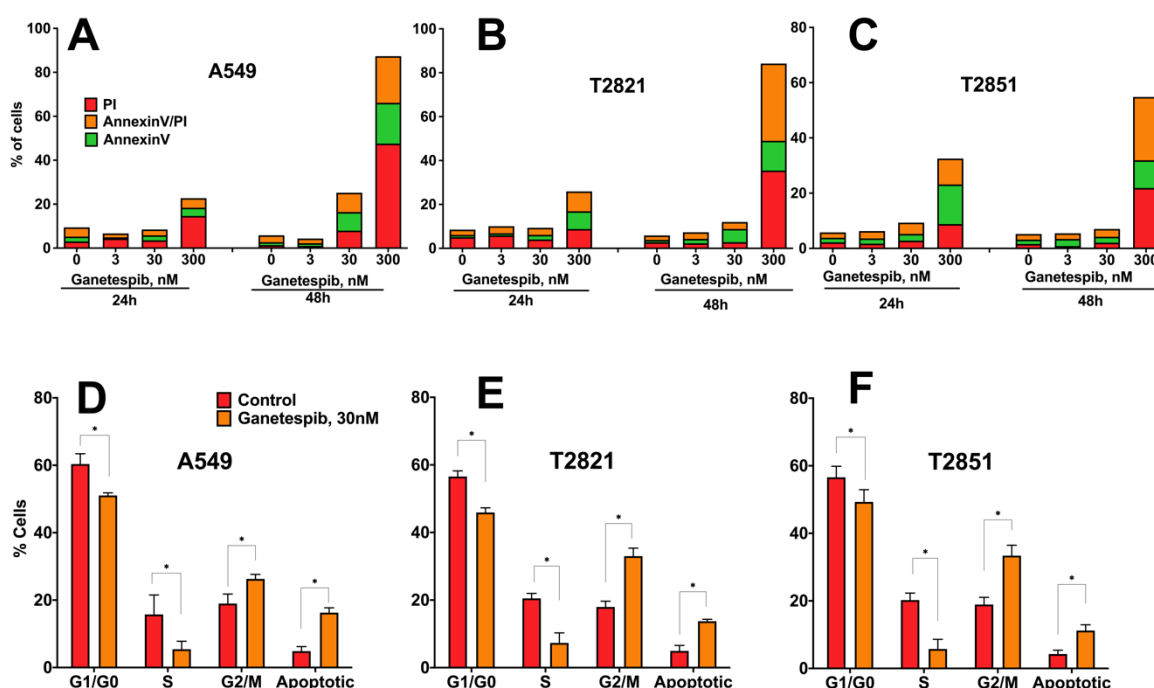 A
A549
% of cells
100
80
60
40
20
0
PI
AnnexinV/PI
AnnexinV
0 3 30 300 0 3 30 300
Ganetespib, nM Ganetespib, nM
24h 48h
B
T2821
100
80
60
40
20
0
0 3 30 300 0 3 30 300
Ganetespib, nM Ganetespib, nM
24h 48h
C
T2851
80
60
40
20
0
0 3 30 300 0 3 30 300
Ganetespib, nM Ganetespib, nM
24h 48h
D
Control
Ganetespib, 30nM
A549
% Cells
80
60
40
20
0
* * * *
G1/G0 S G2/M Apoptotic
E
T2821
80
60
40
20
0
* * * *
G1/G0 S G2/M Apoptotic
F
T2851
80
60
40
20
0
* * * *
G1/G0 S G2/M Apoptotic